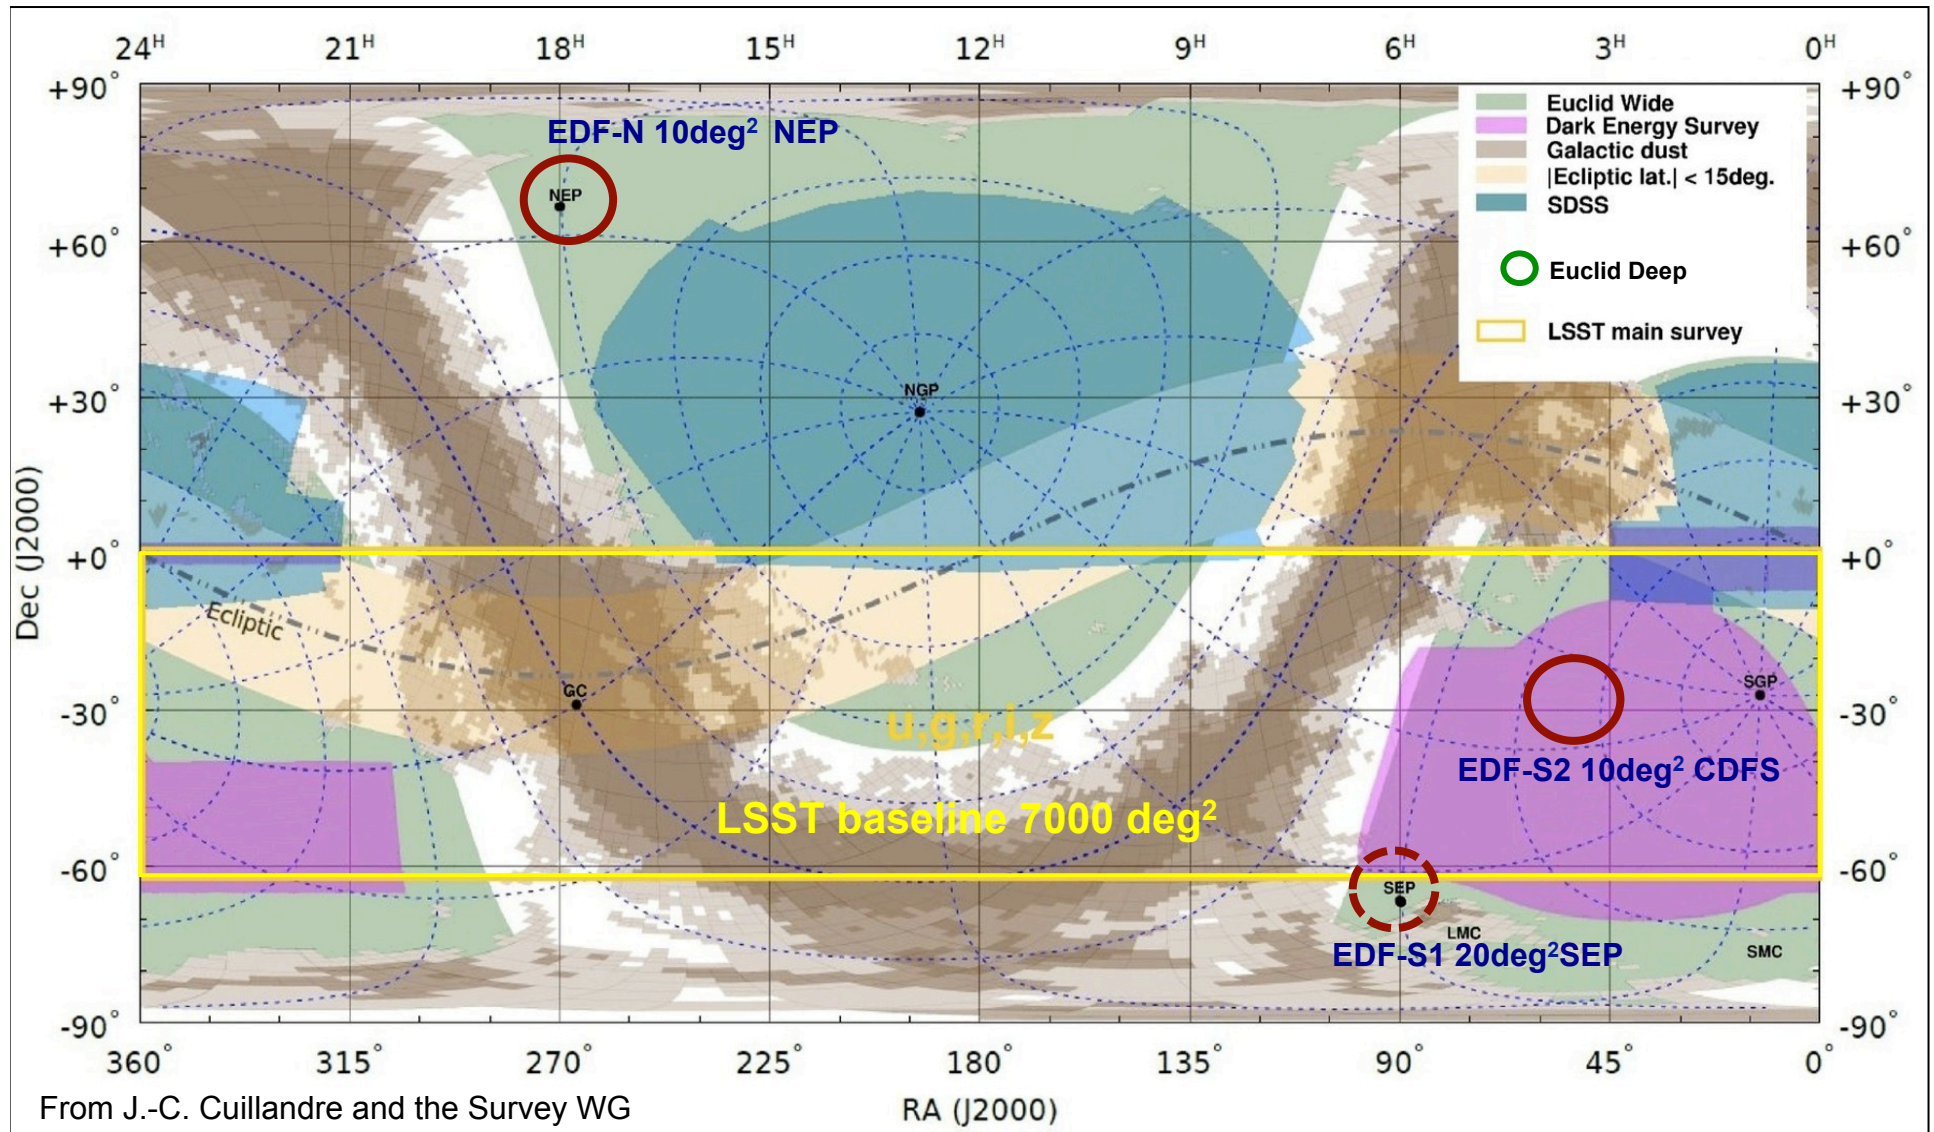 24H 21H 18H 15H 12H 9H 6H 3H 0H
+90° +90°
Euclid Wide
Dark Energy Survey
Galactic dust
|Ecliptic lat.| < 15deg.
SDSS
Euclid Deep
LSST main survey
EDF-N 10deg² NEP
NEP
+60° +60°
NGP
+30° +30°
+0° +0°
Ecliptic
GC
SGP
-30° -30°
u,g,r,i,z
EDF-S2 10deg² CDFS
LSST baseline 7000 deg²
-60° -60°
SEP
LMC
EDF-S1 20deg²SEP
SMC
-90° -90°
360° 315° 270° 225° 180° 135° 90° 45° 0°
Dec (J2000)
RA (J2000)
From J.-C. Cuillandre and the Survey WG